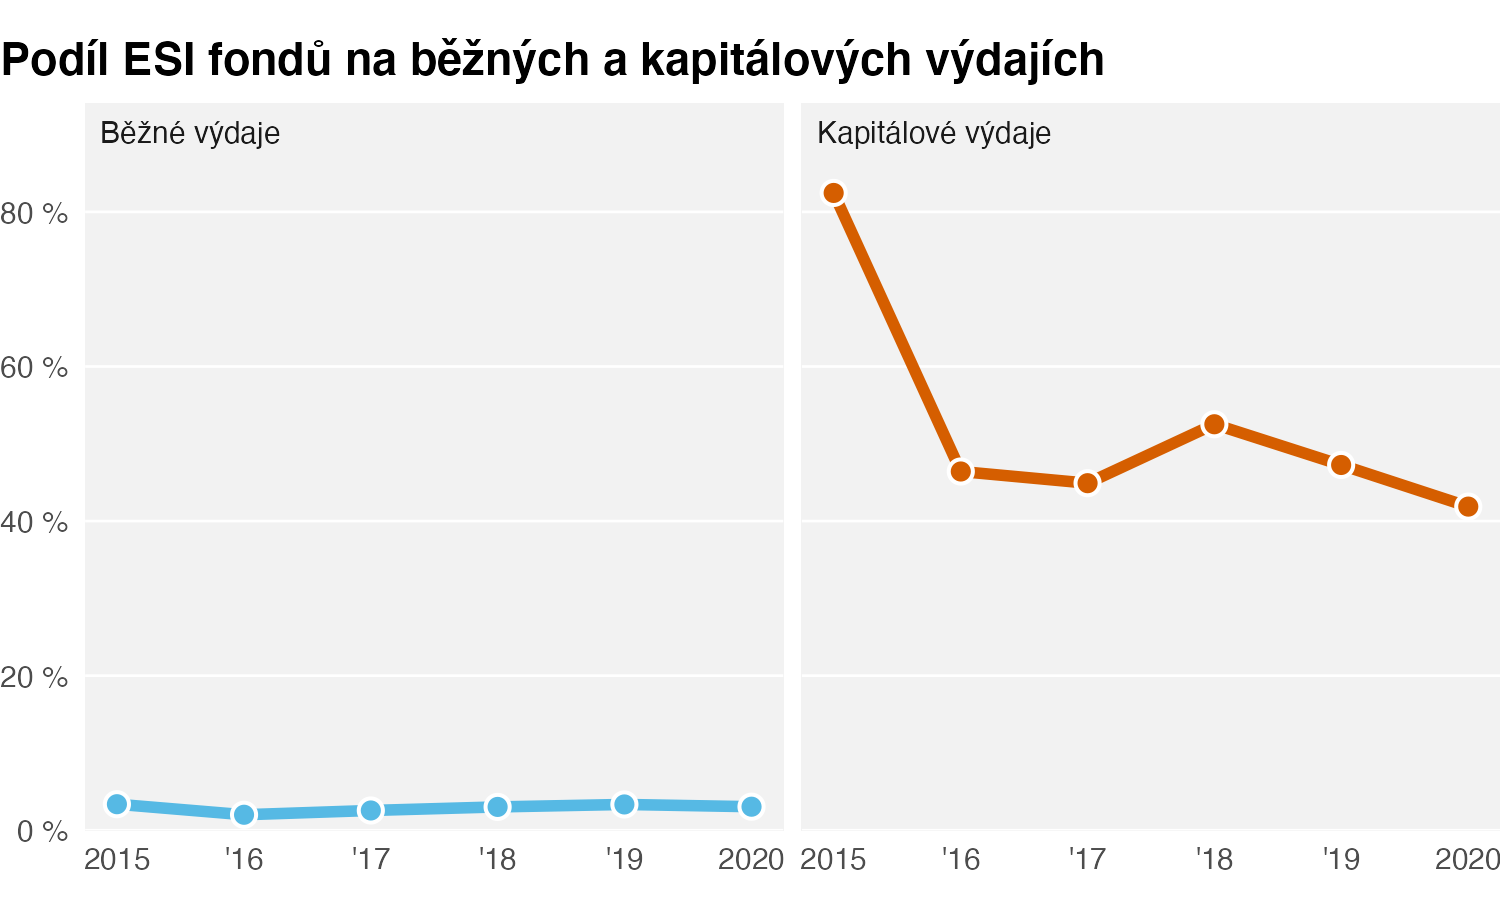 Podíl ESI fondů na běžných a kapitálových výdajích
Běžné výdaje
Kapitálové výdaje
80 %
60 %
40 %
20 %
0 %
2015 '16 '17 '18 '19 2020
2015 '16 '17 '18 '19 2020